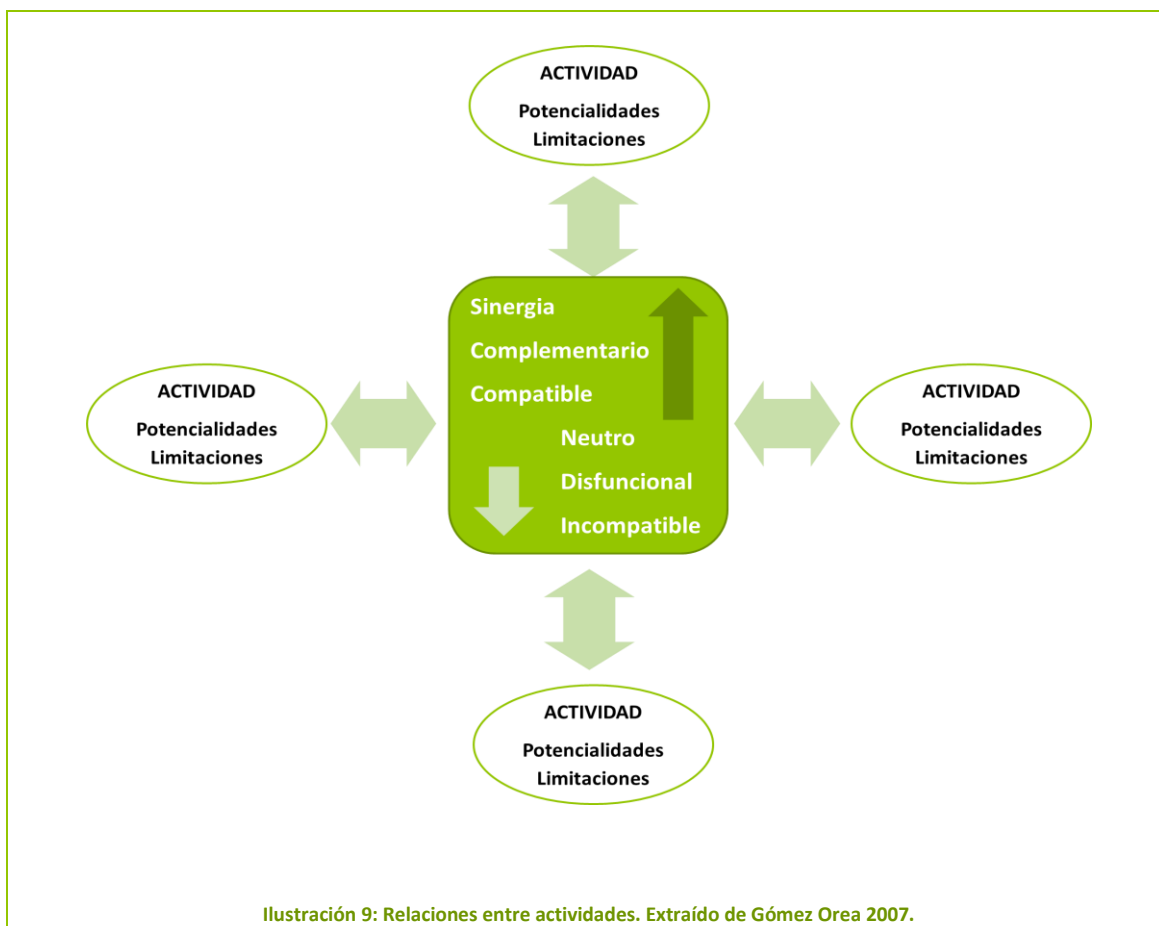 ACTIVIDAD
Potencialidades
Limitaciones
Sinergia
Complementario
Compatible
Neutro
Disfuncional
Incompatible
ACTIVIDAD
Potencialidades
Limitaciones
ACTIVIDAD
Potencialidades
Limitaciones
ACTIVIDAD
Potencialidades
Limitaciones
Ilustración 9: Relaciones entre actividades. Extraído de Gómez Orea 2007.